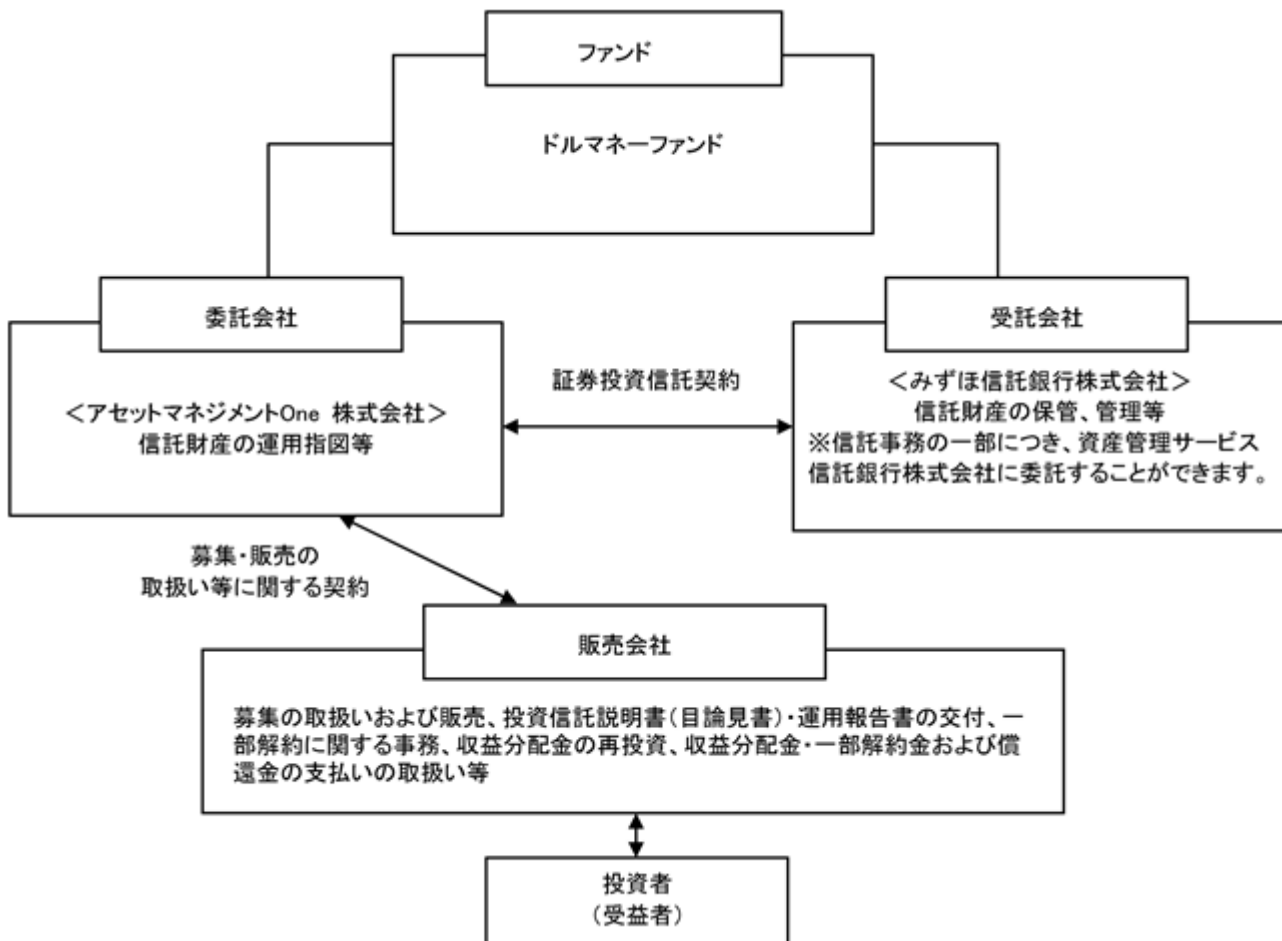 ファンド
ドルマネーファンド
委託会社
<アセットマネジメントOne 株式会社>
信託財産の運用指図等
証券投資信託契約
受託会社
<みずほ信託銀行株式会社>
信託財産の保管、管理等
※信託事務の一部につき、資産管理サービス
信託銀行株式会社に委託することができます。
募集・販売の
取扱い等に関する契約
販売会社
募集の取扱いおよび販売、投資信託説明書(目論見書)・運用報告書の交付、一
部解約に関する事務、収益分配金の再投資、収益分配金・一部解約金および償
還金の支払いの取扱い等
投資者
(受益者)